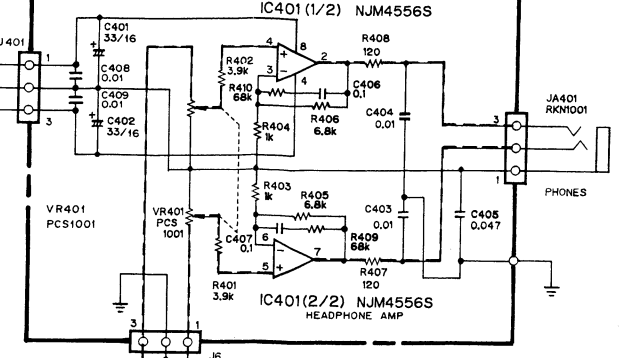 IC401(1/2) NJM4556S
J401
1
3
C401
33/16
C408
0.01
C409
0.01
C402
33/16
R402
3.9k
4
8
2
3
4
R410
68k
R408
120
C406
0.1
R406
6.8k
R404
1k
C404
0.01
JA401
RKN1001
3
1
PHONES
R403
1k
R405
6.8k
VR401
PCS1001
VR401
PCS
1001
C407
0.1
6
7
5
R409
68k
R407
120
C403
0.01
C405
0.047
R401
3.9k
IC401(2/2) NJM4556S
HEADPHONE AMP
3
1
J6